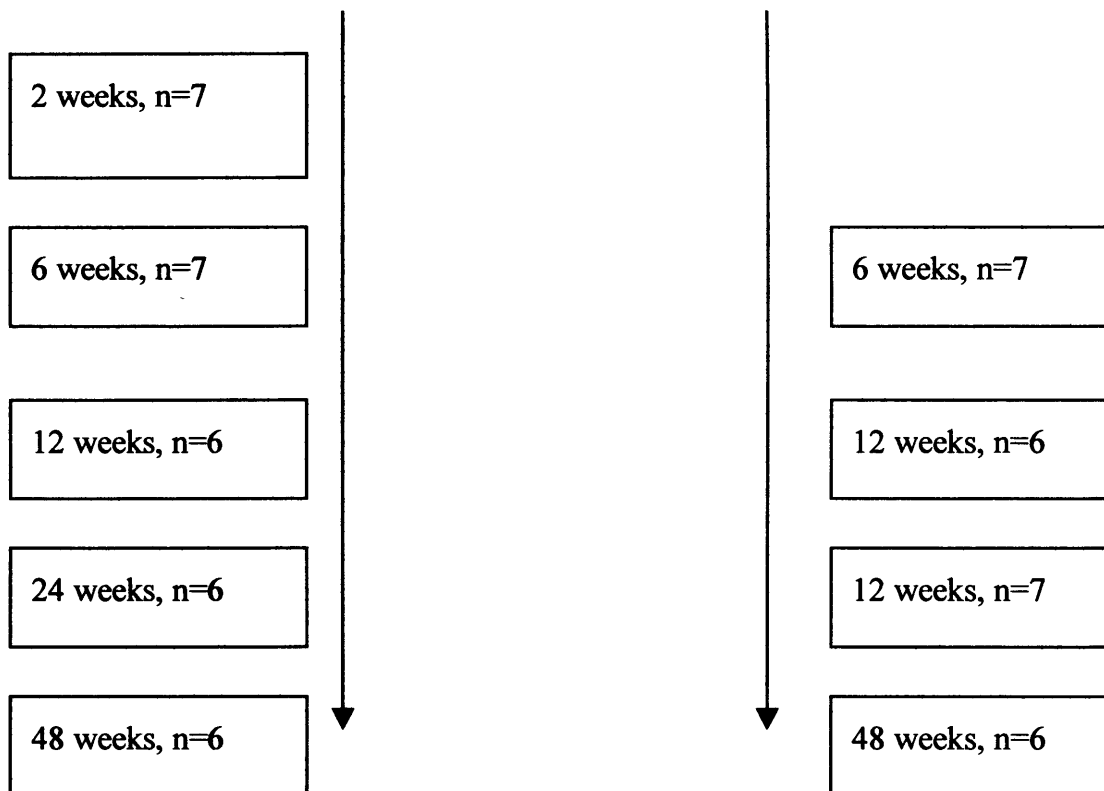 2 weeks, n=7
6 weeks, n=7
12 weeks, n=6
24 weeks, n=6
48 weeks, n=6
6 weeks, n=7
12 weeks, n=6
12 weeks, n=7
48 weeks, n=6